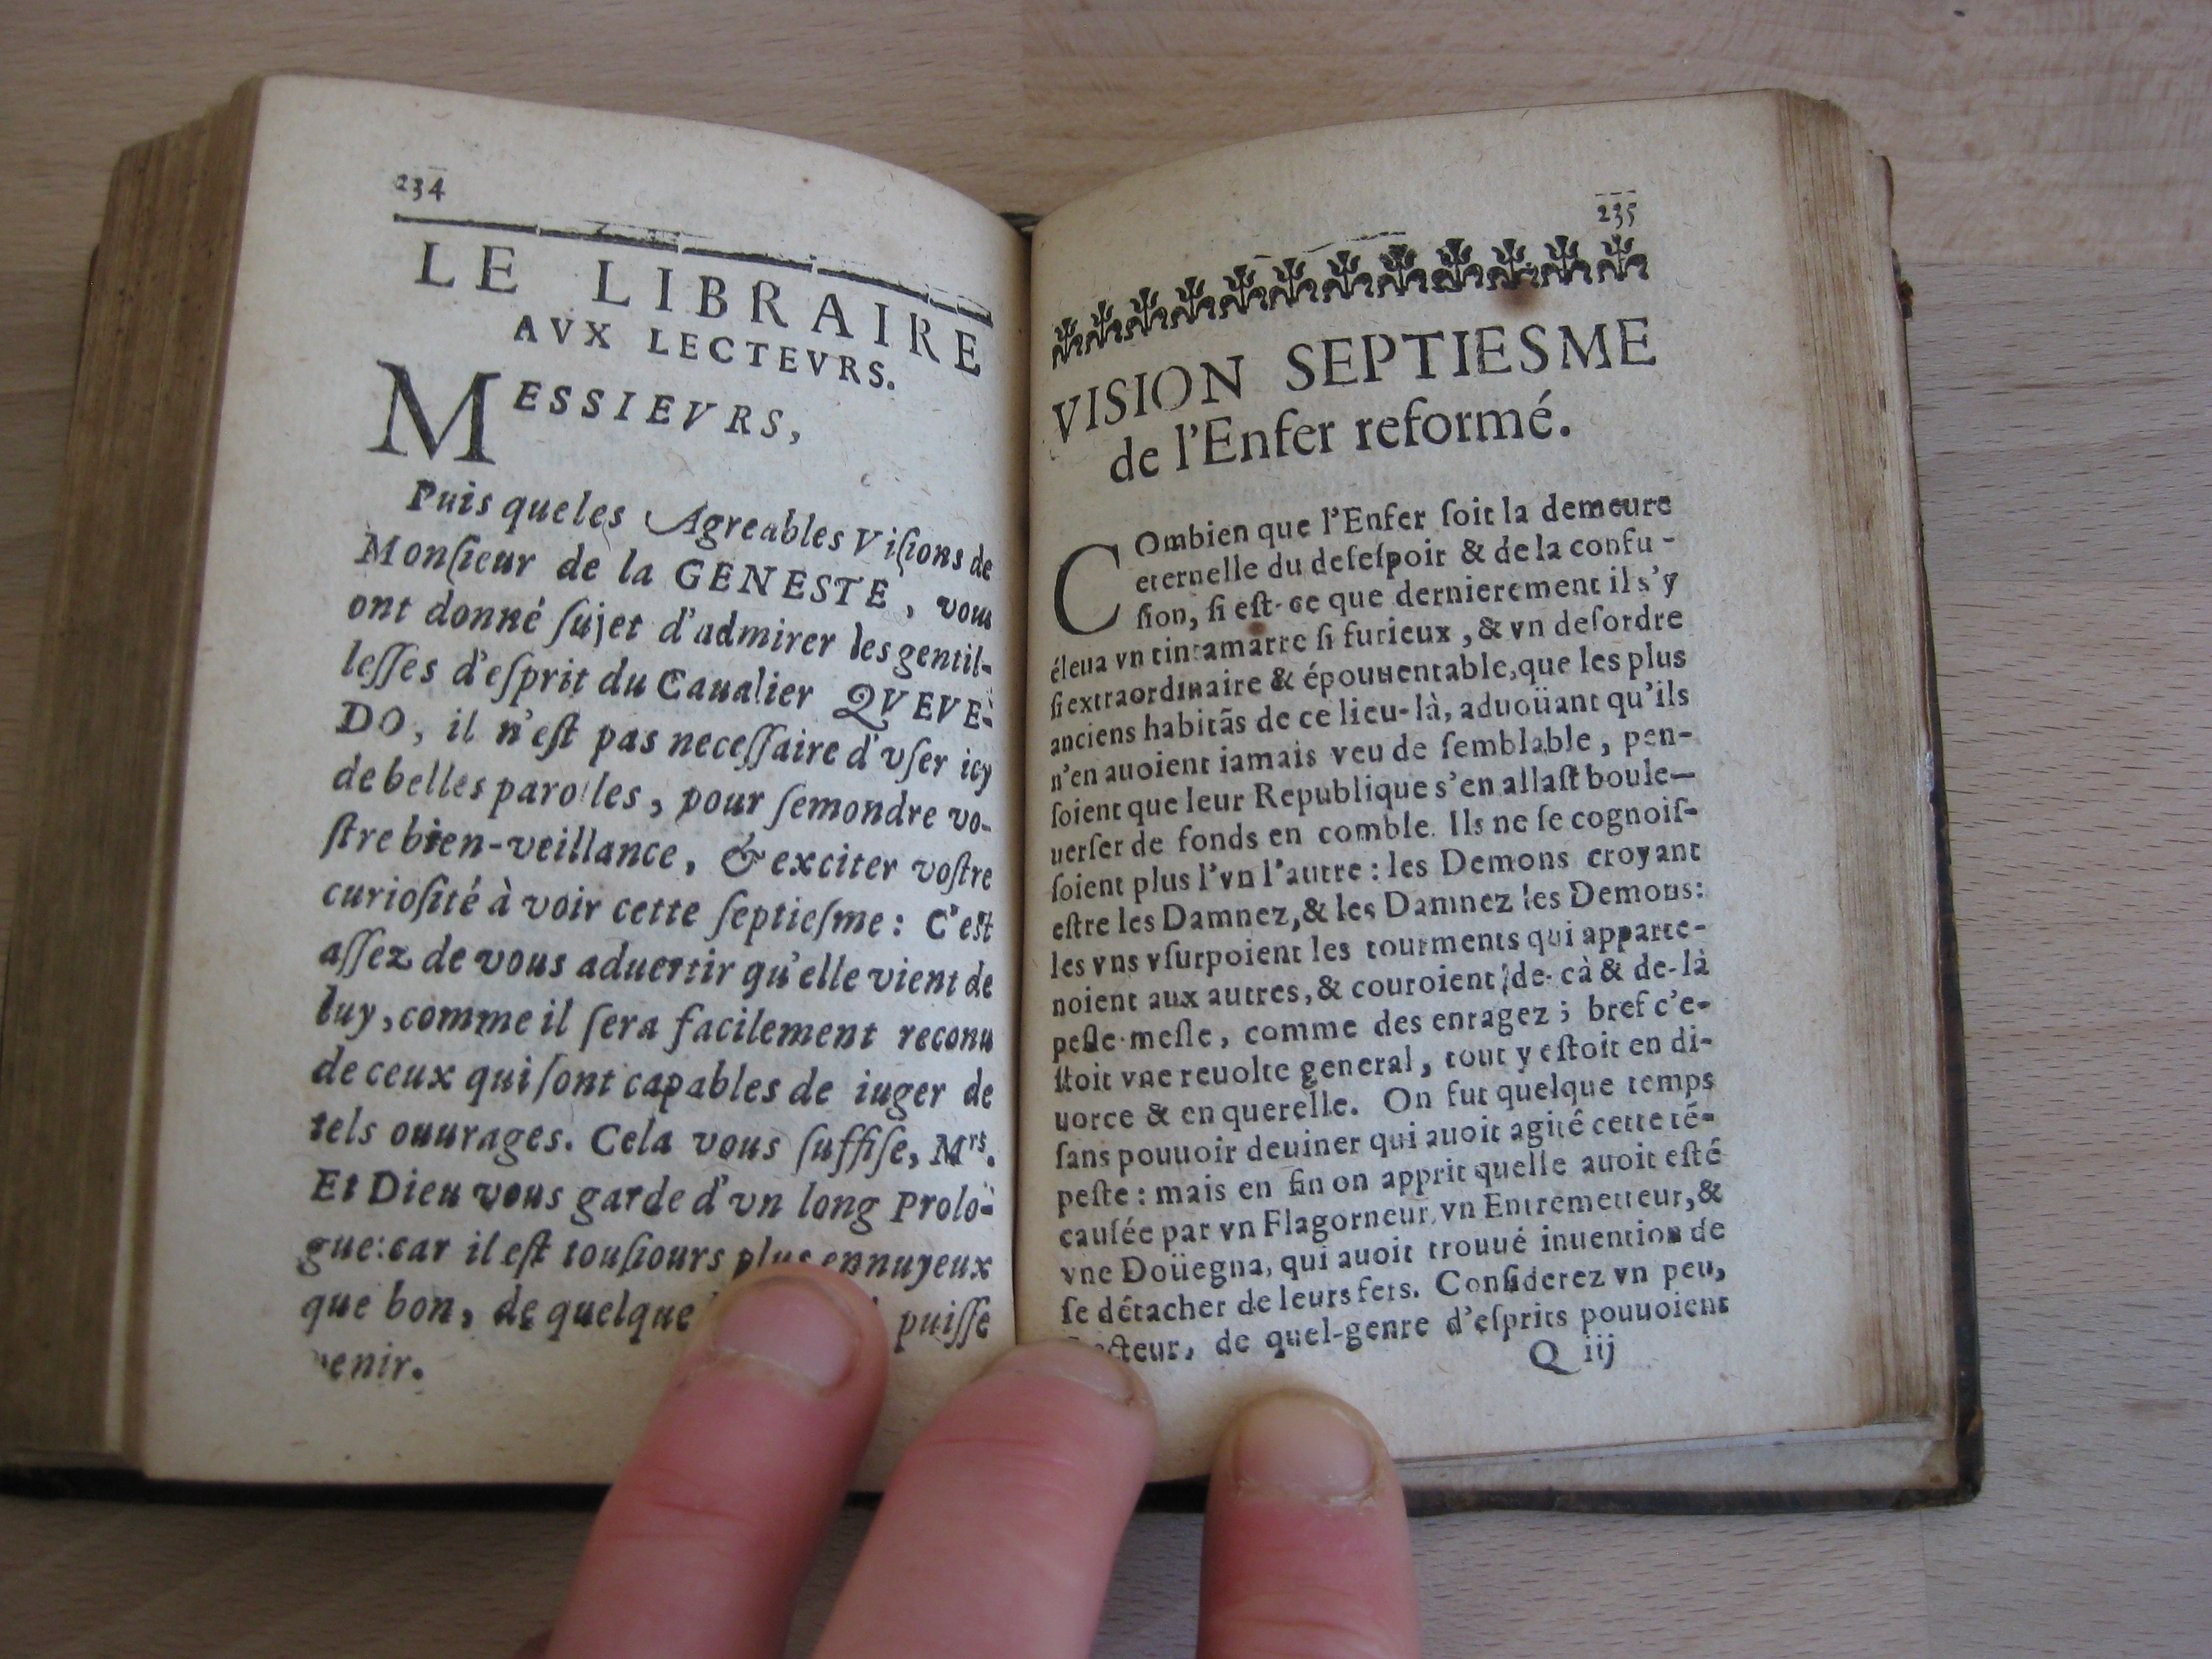 234
LE LIBRAIRE
AVX LECTEVRS.
MESSIEVRS,
Puis queles Agreables Viſions de
Monſieur de la GENESTE, vous
ont donné ſujet d'admirer les gentil-
leſſes d'eſprit du Caualier QVEVE-
DO, il n'eſt pas neceſſaire d'vſer icy
de belles parolles, pour ſemondre vo-
ſtre bien-veillance, & exciter voſtre
curioſité à voir cette ſeptieſme: C'eſt
aſſez de vous aduertir qu'elle vient de
luy, comme il ſera facilement reconu
de ceux qui ſont capables de iuger de
tels ouurages. Cela vous ſuffiſe, Mrs.
Et Dieu vous garde d'vn long Prolo-
gue: car il eſt touſiours plus ennuyeux
que bon, de quelque puiſſe
venir.
235
VISION SEPTIESME
de l'Enfer reformé.
COmbien que l'Enfer ſoit la demeure
eternelle du deſeſpoir & de la confu-
ſion, ſi eſt-ce que dernierement il s'y
éleua vn tintamarre ſi furieux, & vn deſordre
ſi extraordinaire & épouuentable, que les plus
anciens habitãs de ce lieu-là, aduoüant qu'ils
n'en auoient iamais veu de ſemblable, pen-
ſoient que leur Republique s'en allaſt boule-
uerſer de fonds en comble. Ils ne ſe cognoiſ-
ſoient plus l'vn l'autre: les Demons croyant
eſtre les Damnez, & les Damnez les Demons:
les vns vſurpoient les tourments qui apparte-
noient aux autres, & couroient de-cà & de-là
peſle-meſle, comme des enragez; bref c'e-
ſtoit vne reuolte general, tout y eſtoit en di-
uorce & en querelle. On fut quelque temps
ſans pouuoir deuiner qui auoit agité cette tẽ-
peſte: mais en fin on apprit quelle auoit eſté
cauſée par vn Flagorneur, vn Entremetteur, &
vne Doüegna, qui auoit trouué inuention de
ſe détacher de leurs fers. Conſiderez vn peu,
Lecteur, de quel-genre d'eſprits pouuoient
Q iij